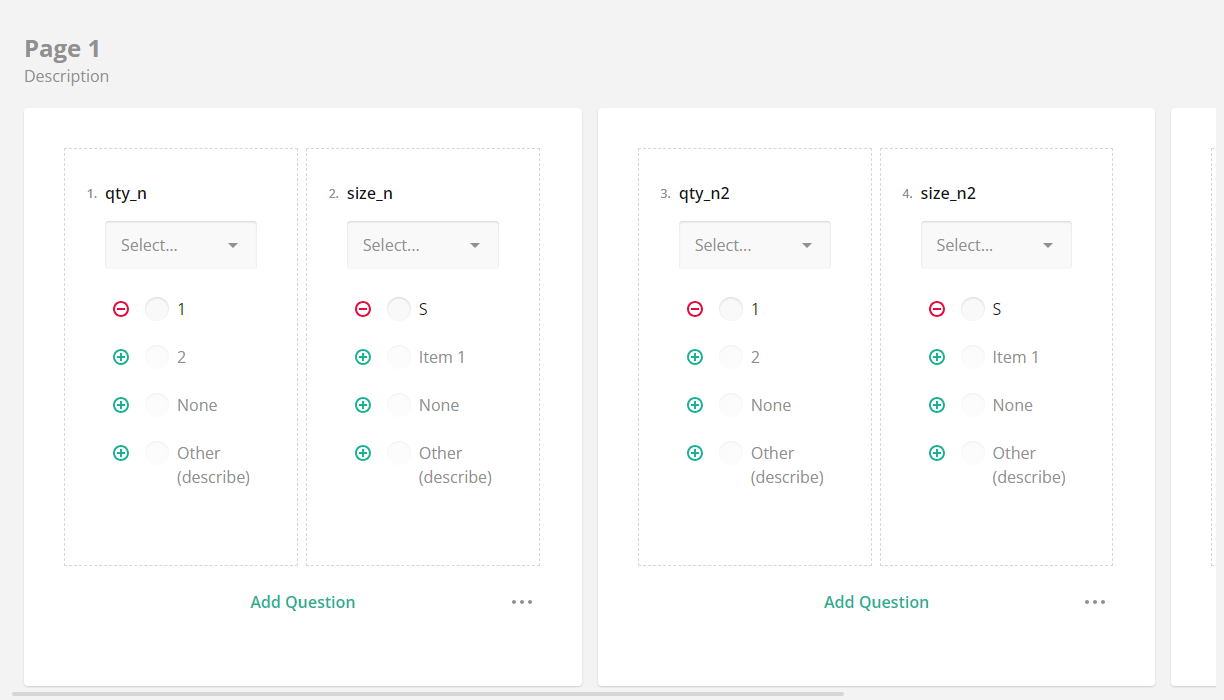 Page 1
Description
1. qty_n
Select...
1
2
None
Other
(describe)
2. size_n
Select...
S
Item 1
None
Other
(describe)
Add Question
3. qty_n2
Select...
1
2
None
Other
(describe)
4. size_n2
Select...
S
Item 1
None
Other
(describe)
Add Question